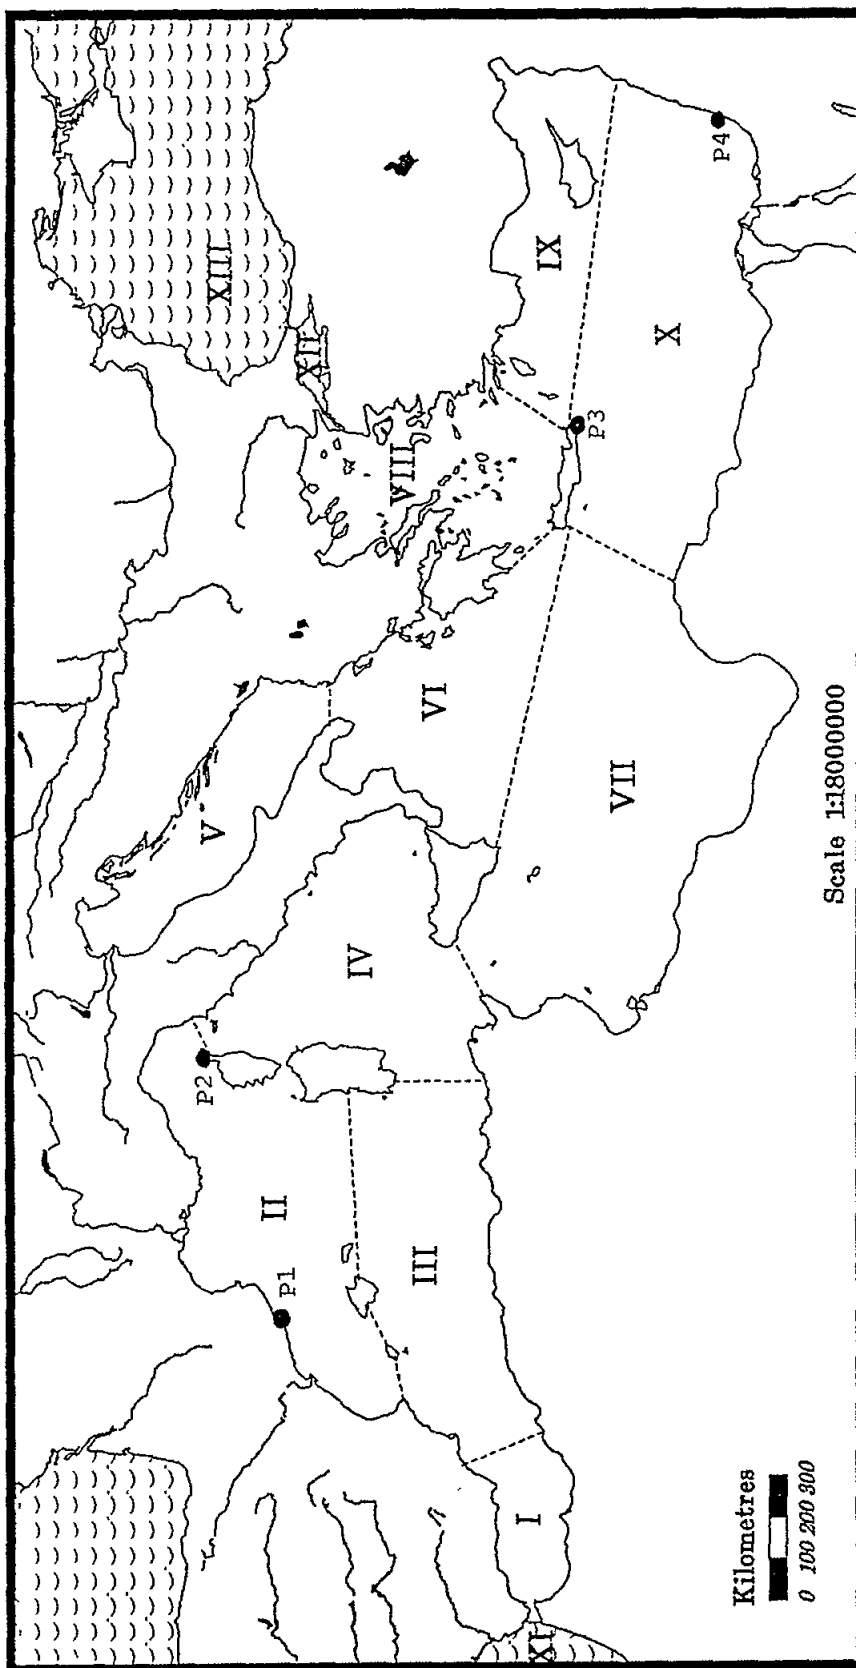 XIII
XII
IX
P4
X
VIII
P3
V
VI
VII
IV
P2
II
P1
III
I
XI
Kilometres
0 100 200 300
Scale 1:18000000